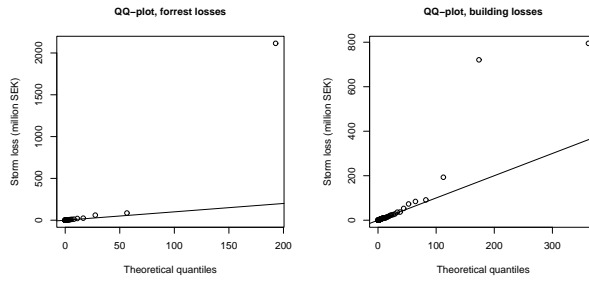 QQ−plot, forrest losses
Storm loss (million SEK)
2000
1500
1000
500
0
0 50 100 150 200
Theoretical quantiles
QQ−plot, building losses
Storm loss (million SEK)
800
600
400
200
0
0 100 200 300
Theoretical quantiles